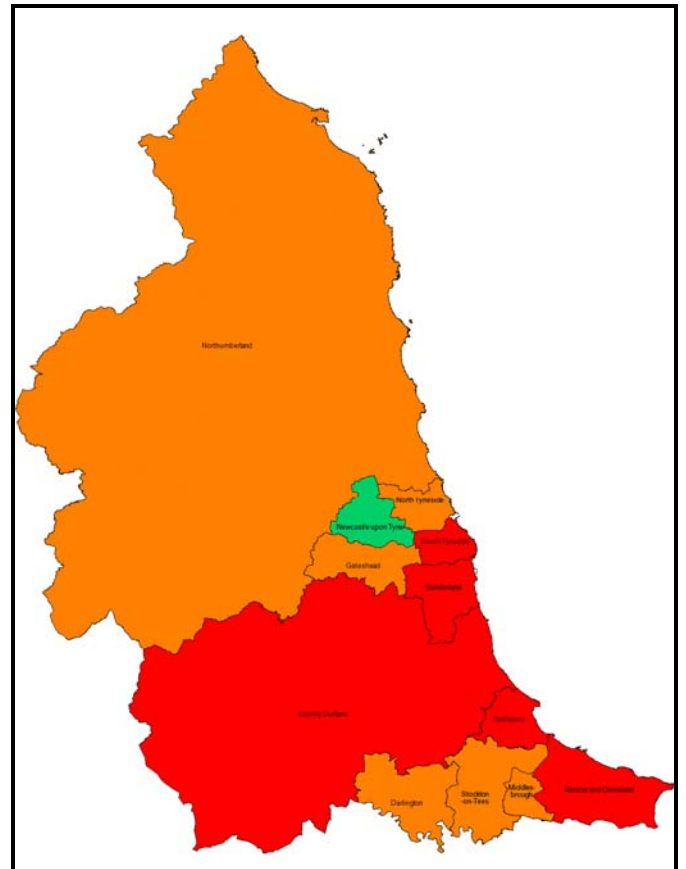 Northumberland
North Tyneside
Newcastle upon Tyne
South Tyneside
Gateshead
Sunderland
County Durham
Hartlepool
Redcar and Cleveland
Middles-
brough
Stockton
-on-Tees
Darlington